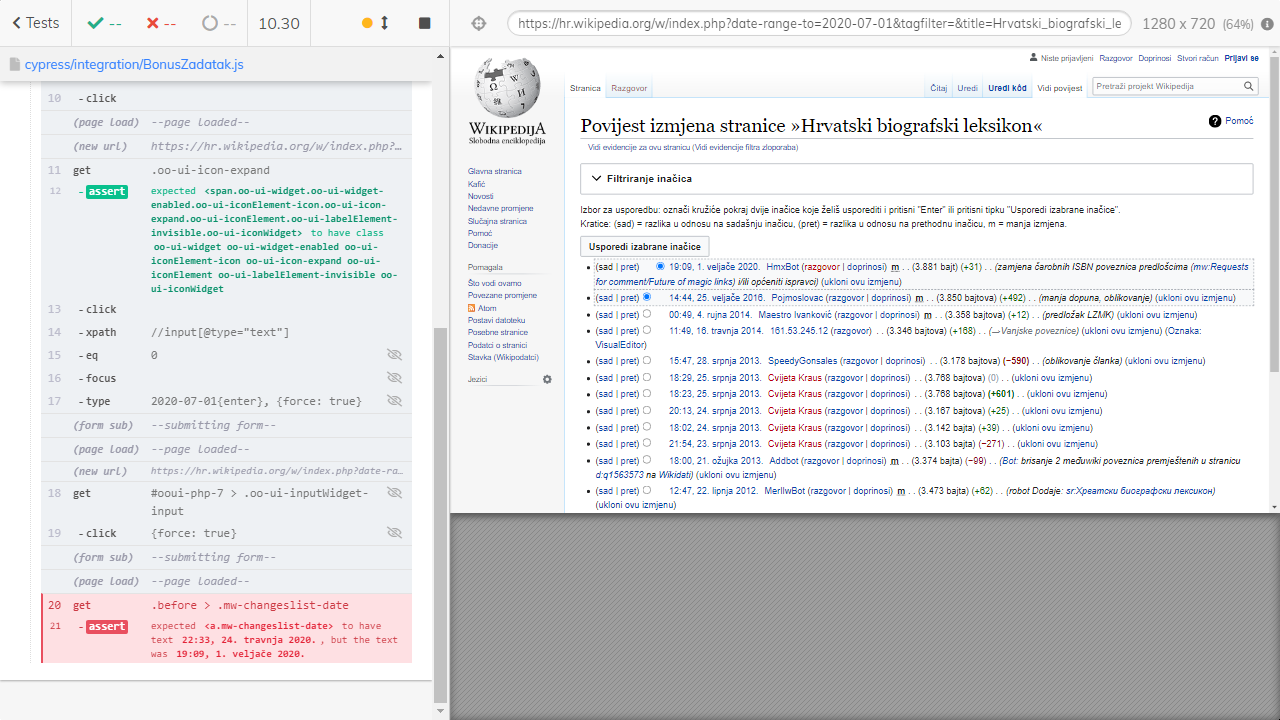 Tests
--
--
--
10.30
https://hr.wikipedia.org/w/index.php?date-range-to=2020-07-01&tagfilter=&title=Hrvatski_biografski_le
1280 x 720 (64%)
cypress/integration/BonusZadatak.js
10 - click
(page load) --page loaded--
(new url) https://hr.wikipedia.org/w/index.php?…
11 get .oo-ui-icon-expand
12 - assert expected <span.oo-ui-widget.oo-ui-widget-
enabled.oo-ui-iconElement-icon.oo-ui-icon-
expand.oo-ui-iconElement.oo-ui-labelElement-
invisible.oo-ui-iconWidget> to have class
oo-ui-widget oo-ui-widget-enabled oo-ui-
iconElement-icon oo-ui-icon-expand oo-ui-
iconElement oo-ui-labelElement-invisible oo-
ui-iconWidget
13 - click
14 - xpath //input[@type="text"]
15 - eq 0
16 - focus
17 - type 2020-07-01{enter}, {force: true}
(form sub) --submitting form--
(page load) --page loaded--
(new url) https://hr.wikipedia.org/w/index.php?date-ra…
18 get #ooui-php-7 > .oo-ui-inputWidget-
input
19 - click {force: true}
(form sub) --submitting form--
(page load) --page loaded--
20 get .before > .mw-changeslist-date
21 - assert expected <a.mw-changeslist-date> to have
text 22:33, 24. travnja 2020. , but the text
was 19:09, 1. veljače 2020.
WIKIPEDIJA
Slobodna enciklopedija
Glavna stranica
Kafić
Novosti
Nedavne promjene
Slučajna stranica
Pomoć
Donacije
Pomagala
Što vodi ovamo
Povezane promjene
Atom
Postavi datoteku
Posebne stranice
Podatci o stranici
Stavka (Wikipodatci)
Jezici
Niste prijavljeni Razgovor Doprinosi Stvori račun Prijavi se
Stranica Razgovor Čitaj Uredi Uredi kôd Vidi povijest Pretraži projekt Wikipedija
Povijest izmjena stranice »Hrvatski biografski leksikon«
Pomoć
Vidi evidencije za ovu stranicu (Vidi evidencije filtra zloporaba)
Filtriranje inačica
Izbor za usporedbu: označi kružiće pokraj dvije inačice koje želiš usporediti i pritisni "Enter" ili pritisni tipku "Usporedi izabrane inačice".
Kratice: (sad) = razlika u odnosu na sadašnju inačicu, (pret) = razlika u odnosu na prethodnu inačicu, m = manja izmjena.
Usporedi izabrane inačice
(sad | pret) 19:09, 1. veljače 2020. HmxBot (razgovor | doprinosi) m . . (3.881 bajt) (+31) . . (zamjena čarobnih ISBN poveznica predlošcima (mw:Requests
for comment/Future of magic links) i/ili općeniti ispravci) (ukloni ovu izmjenu)
(sad | pret) 14:44, 25. veljače 2016. Pojmoslovac (razgovor | doprinosi) m . . (3.850 bajtova) (+492) . . (manja dopuna, oblikovanje) (ukloni ovu izmjenu)
(sad | pret) 00:49, 4. rujna 2014. Maestro Ivanković (razgovor | doprinosi) m . . (3.358 bajtova) (+12) . . (predložak LZMK) (ukloni ovu izmjenu)
(sad | pret) 11:49, 16. travnja 2014. 161.53.245.12 (razgovor) . . (3.346 bajtova) (+168) . . (→Vanjske poveznice) (ukloni ovu izmjenu) (Oznaka:
VisualEditor)
(sad | pret) 15:47, 28. srpnja 2013. SpeedyGonsales (razgovor | doprinosi) . . (3.178 bajtova) (−590) . . (oblikovanje članka) (ukloni ovu izmjenu)
(sad | pret) 18:29, 25. srpnja 2013. Cvijeta Kraus (razgovor | doprinosi) . . (3.768 bajtova) (0) . . (ukloni ovu izmjenu)
(sad | pret) 18:23, 25. srpnja 2013. Cvijeta Kraus (razgovor | doprinosi) . . (3.768 bajtova) (+601) . . (ukloni ovu izmjenu)
(sad | pret) 20:13, 24. srpnja 2013. Cvijeta Kraus (razgovor | doprinosi) . . (3.167 bajtova) (+25) . . (ukloni ovu izmjenu)
(sad | pret) 18:02, 24. srpnja 2013. Cvijeta Kraus (razgovor | doprinosi) . . (3.142 bajta) (+39) . . (ukloni ovu izmjenu)
(sad | pret) 21:54, 23. srpnja 2013. Cvijeta Kraus (razgovor | doprinosi) . . (3.103 bajta) (−271) . . (ukloni ovu izmjenu)
(sad | pret) 18:00, 21. ožujka 2013. Addbot (razgovor | doprinosi) m . . (3.374 bajta) (−99) . . (Bot: brisanje 2 međuwiki poveznica premještenih u stranicu
d:q1563573 na Wikidati) (ukloni ovu izmjenu)
(sad | pret) 12:47, 22. lipnja 2012. MerlIwBot (razgovor | doprinosi) m . . (3.473 bajta) (+62) . . (robot Dodaje: sr:Хрватски биографски лексикон)
(ukloni ovu izmjenu)